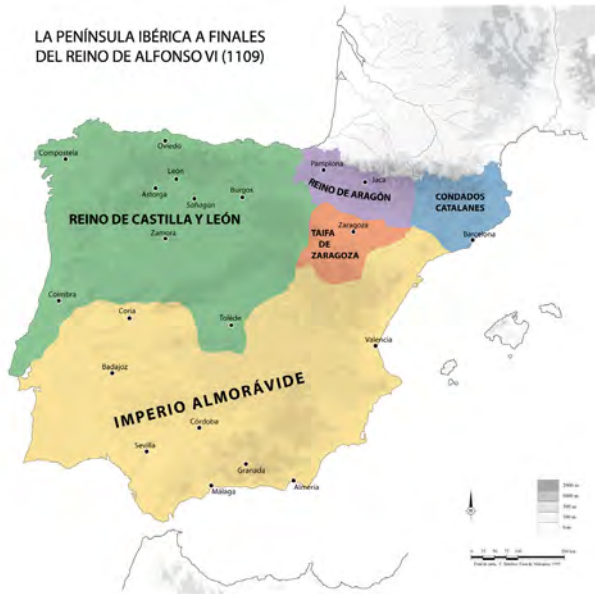 LA PENÍNSULA IBÉRICA A FINALES
DEL REINO DE ALFONSO VI (1109)
Compostela
Oviedo
León
Astorga
Sahagún
Burgos
REINO DE CASTILLA Y LEÓN
Zamora
Pamplona
Jaca
REINO DE ARAGÓN
CONDADOS
CATALANES
Zaragoza
TAIFA
DE
ZARAGOZA
Barcelona
Coimbra
Coria
Toledo
Valencia
Badajoz
IMPERIO ALMORÁVIDE
Córdoba
Sevilla
Granada
Málaga
Almería